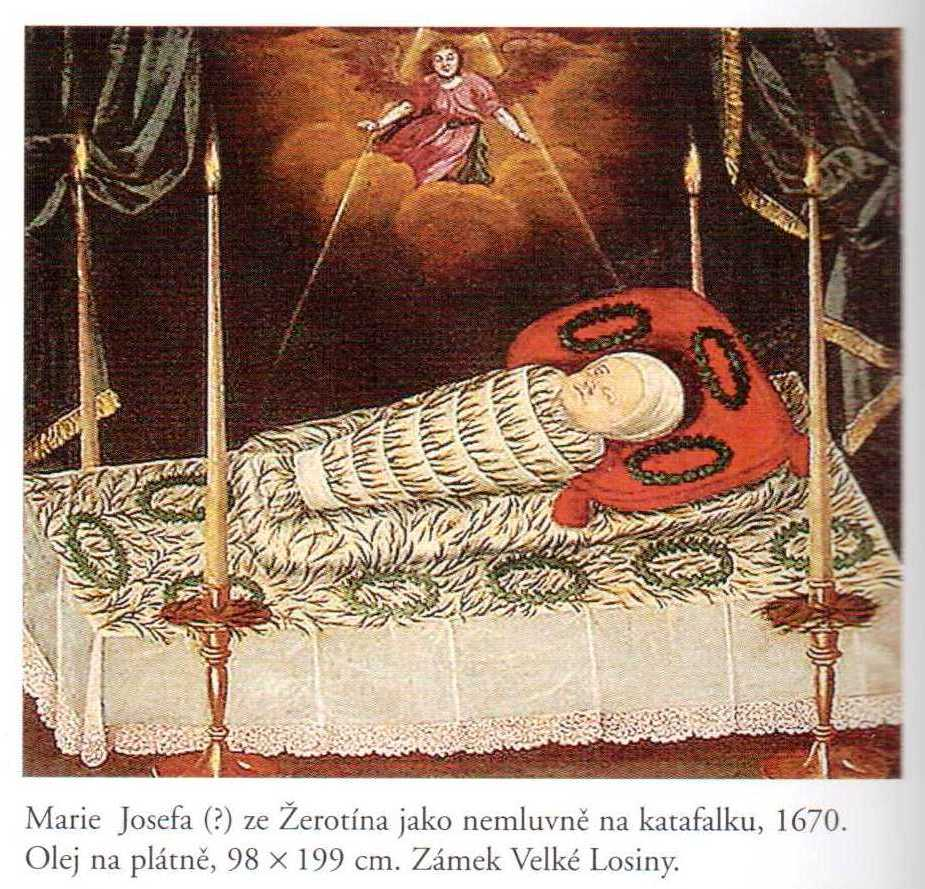 Marie Josefa (?) ze Žerotína jako nemluvně na katafalku, 1670.
Olej na plátně, 98 × 199 cm. Zámek Velké Losiny.